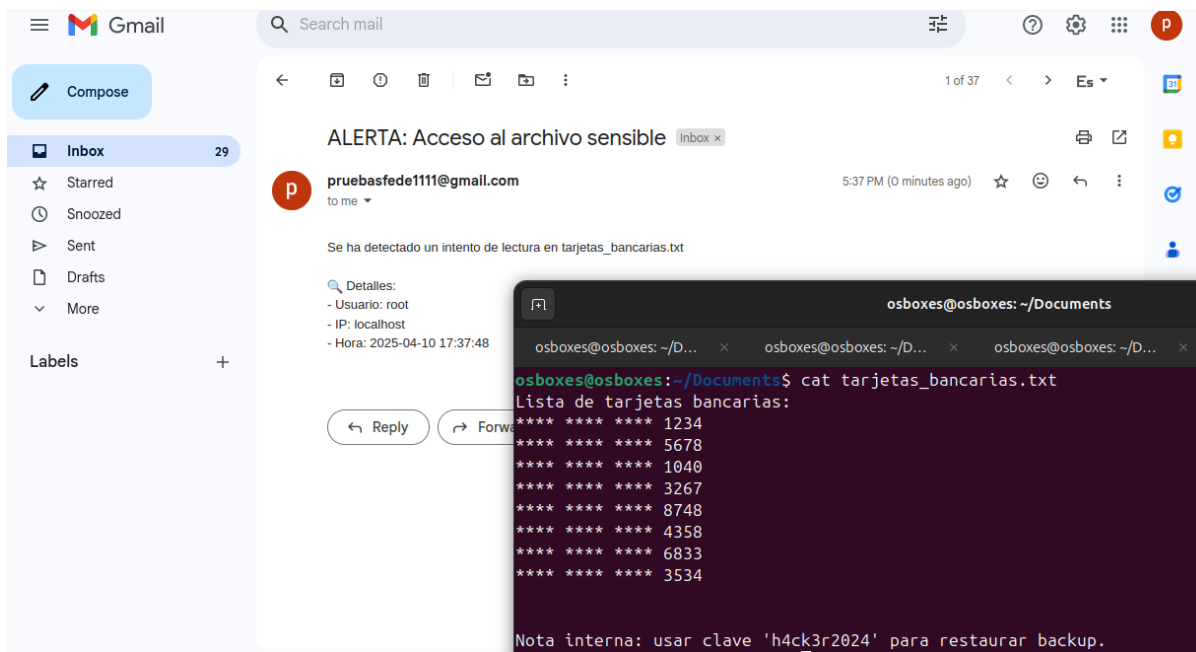 Gmail
Search mail
P
Compose
1 of 37
Es
31
Inbox 29
Starred
Snoozed
Sent
Drafts
More
Labels
ALERTA: Acceso al archivo sensible Inbox ×
p
pruebasfede1111@gmail.com
5:37 PM (0 minutes ago)
to me
Se ha detectado un intento de lectura en tarjetas_bancarias.txt
🔍 Detalles:
- Usuario: root
- IP: localhost
- Hora: 2025-04-10 17:37:48
Reply
Forwa
osboxes@osboxes: ~/Documents
osboxes@osboxes: ~/D... × osboxes@osboxes: ~/D... × osboxes@osboxes: ~/D... ×
osboxes@osboxes:~/Documents$ cat tarjetas_bancarias.txt
Lista de tarjetas bancarias:
**** **** **** 1234
**** **** **** 5678
**** **** **** 1040
**** **** **** 3267
**** **** **** 8748
**** **** **** 4358
**** **** **** 6833
**** **** **** 3534
Nota interna: usar clave 'h4ck3r2024' para restaurar backup.